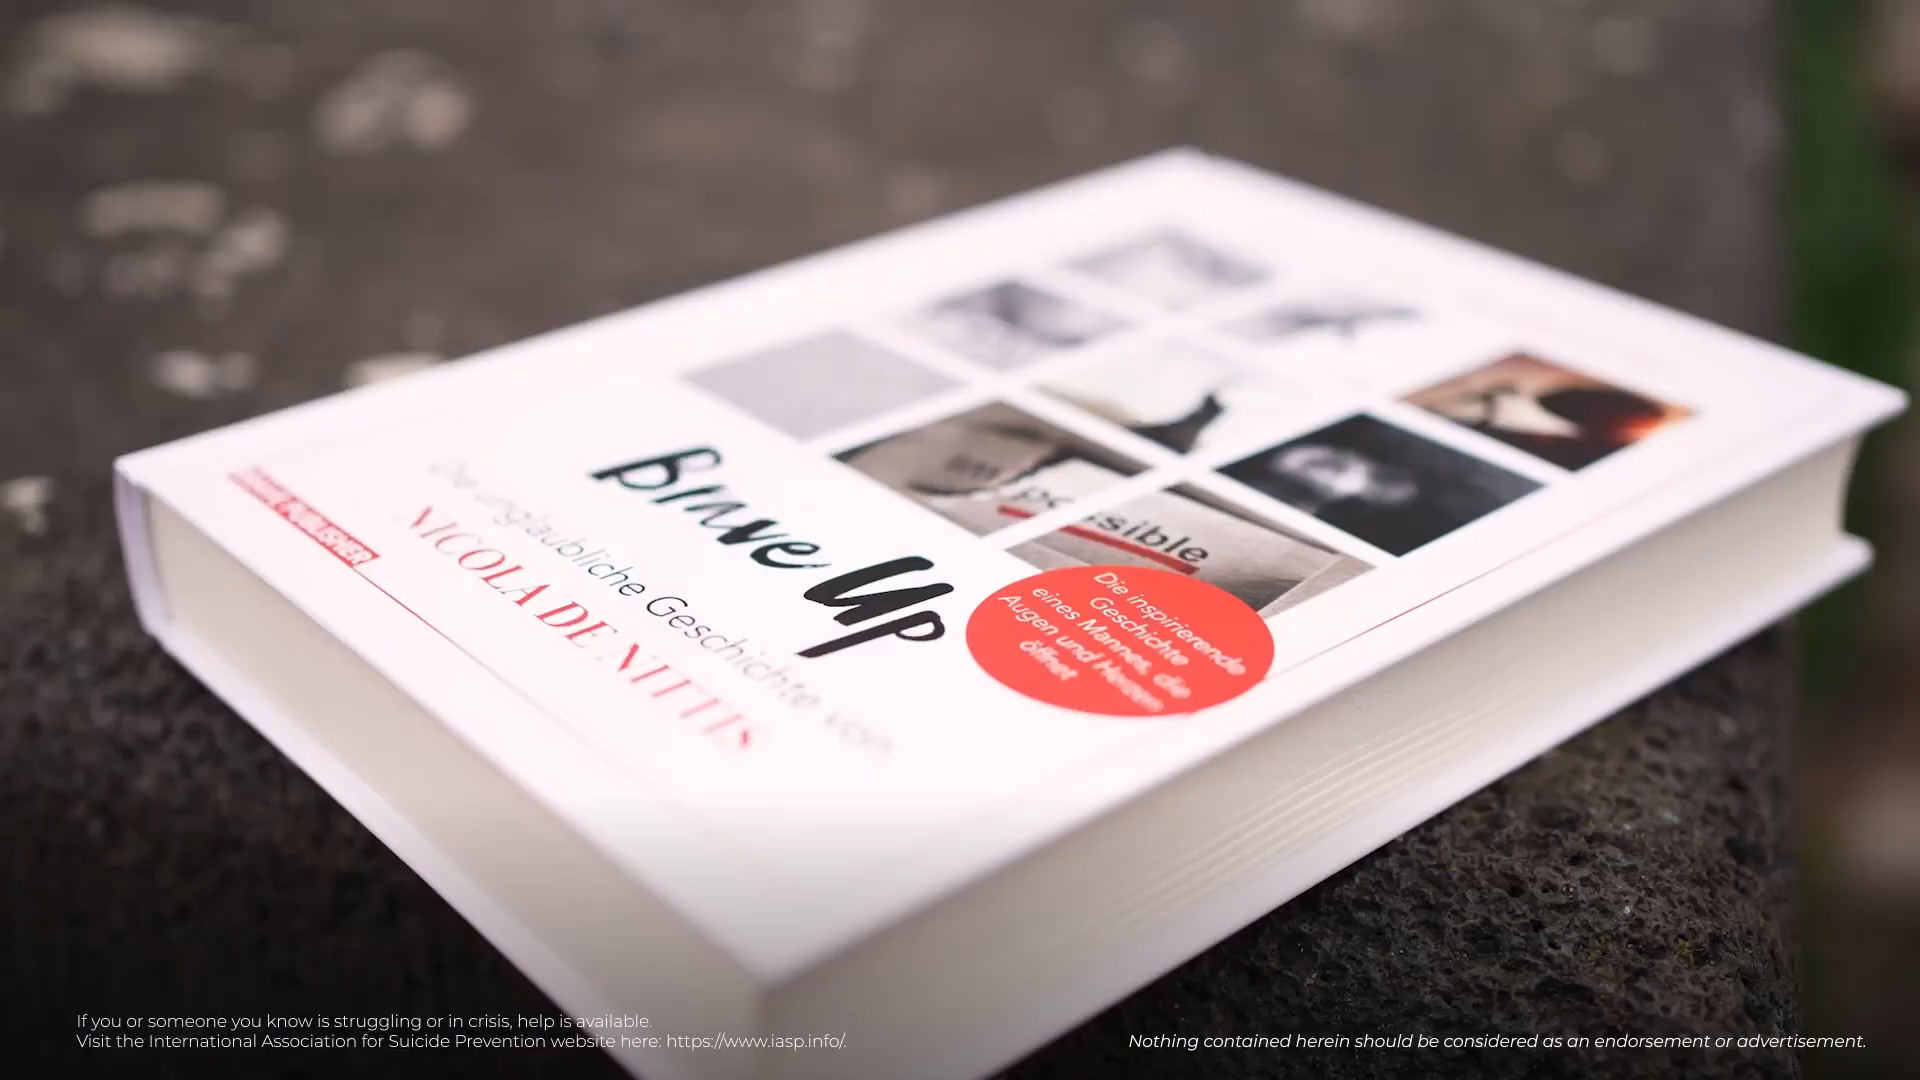 impossible
Brave Up
Die unglaubliche Geschichte von
NICOLA DE NITTIS
PUBLISHER
Die inspirierende
Geschichte
eines Mannes, die
Augen und Herzen
öffnet
If you or someone you know is struggling or in crisis, help is available.
Visit the International Association for Suicide Prevention website here: https://www.iasp.info/.
Nothing contained herein should be considered as an endorsement or advertisement.